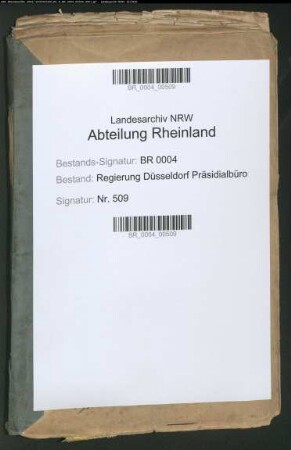 BR_0004_00509
Landesarchiv NRW
Abteilung Rheinland
Bestands-Signatur: BR 0004
Bestand: Regierung Düsseldorf Präsidialbüro
Signatur: Nr. 509
BR_0004_00509